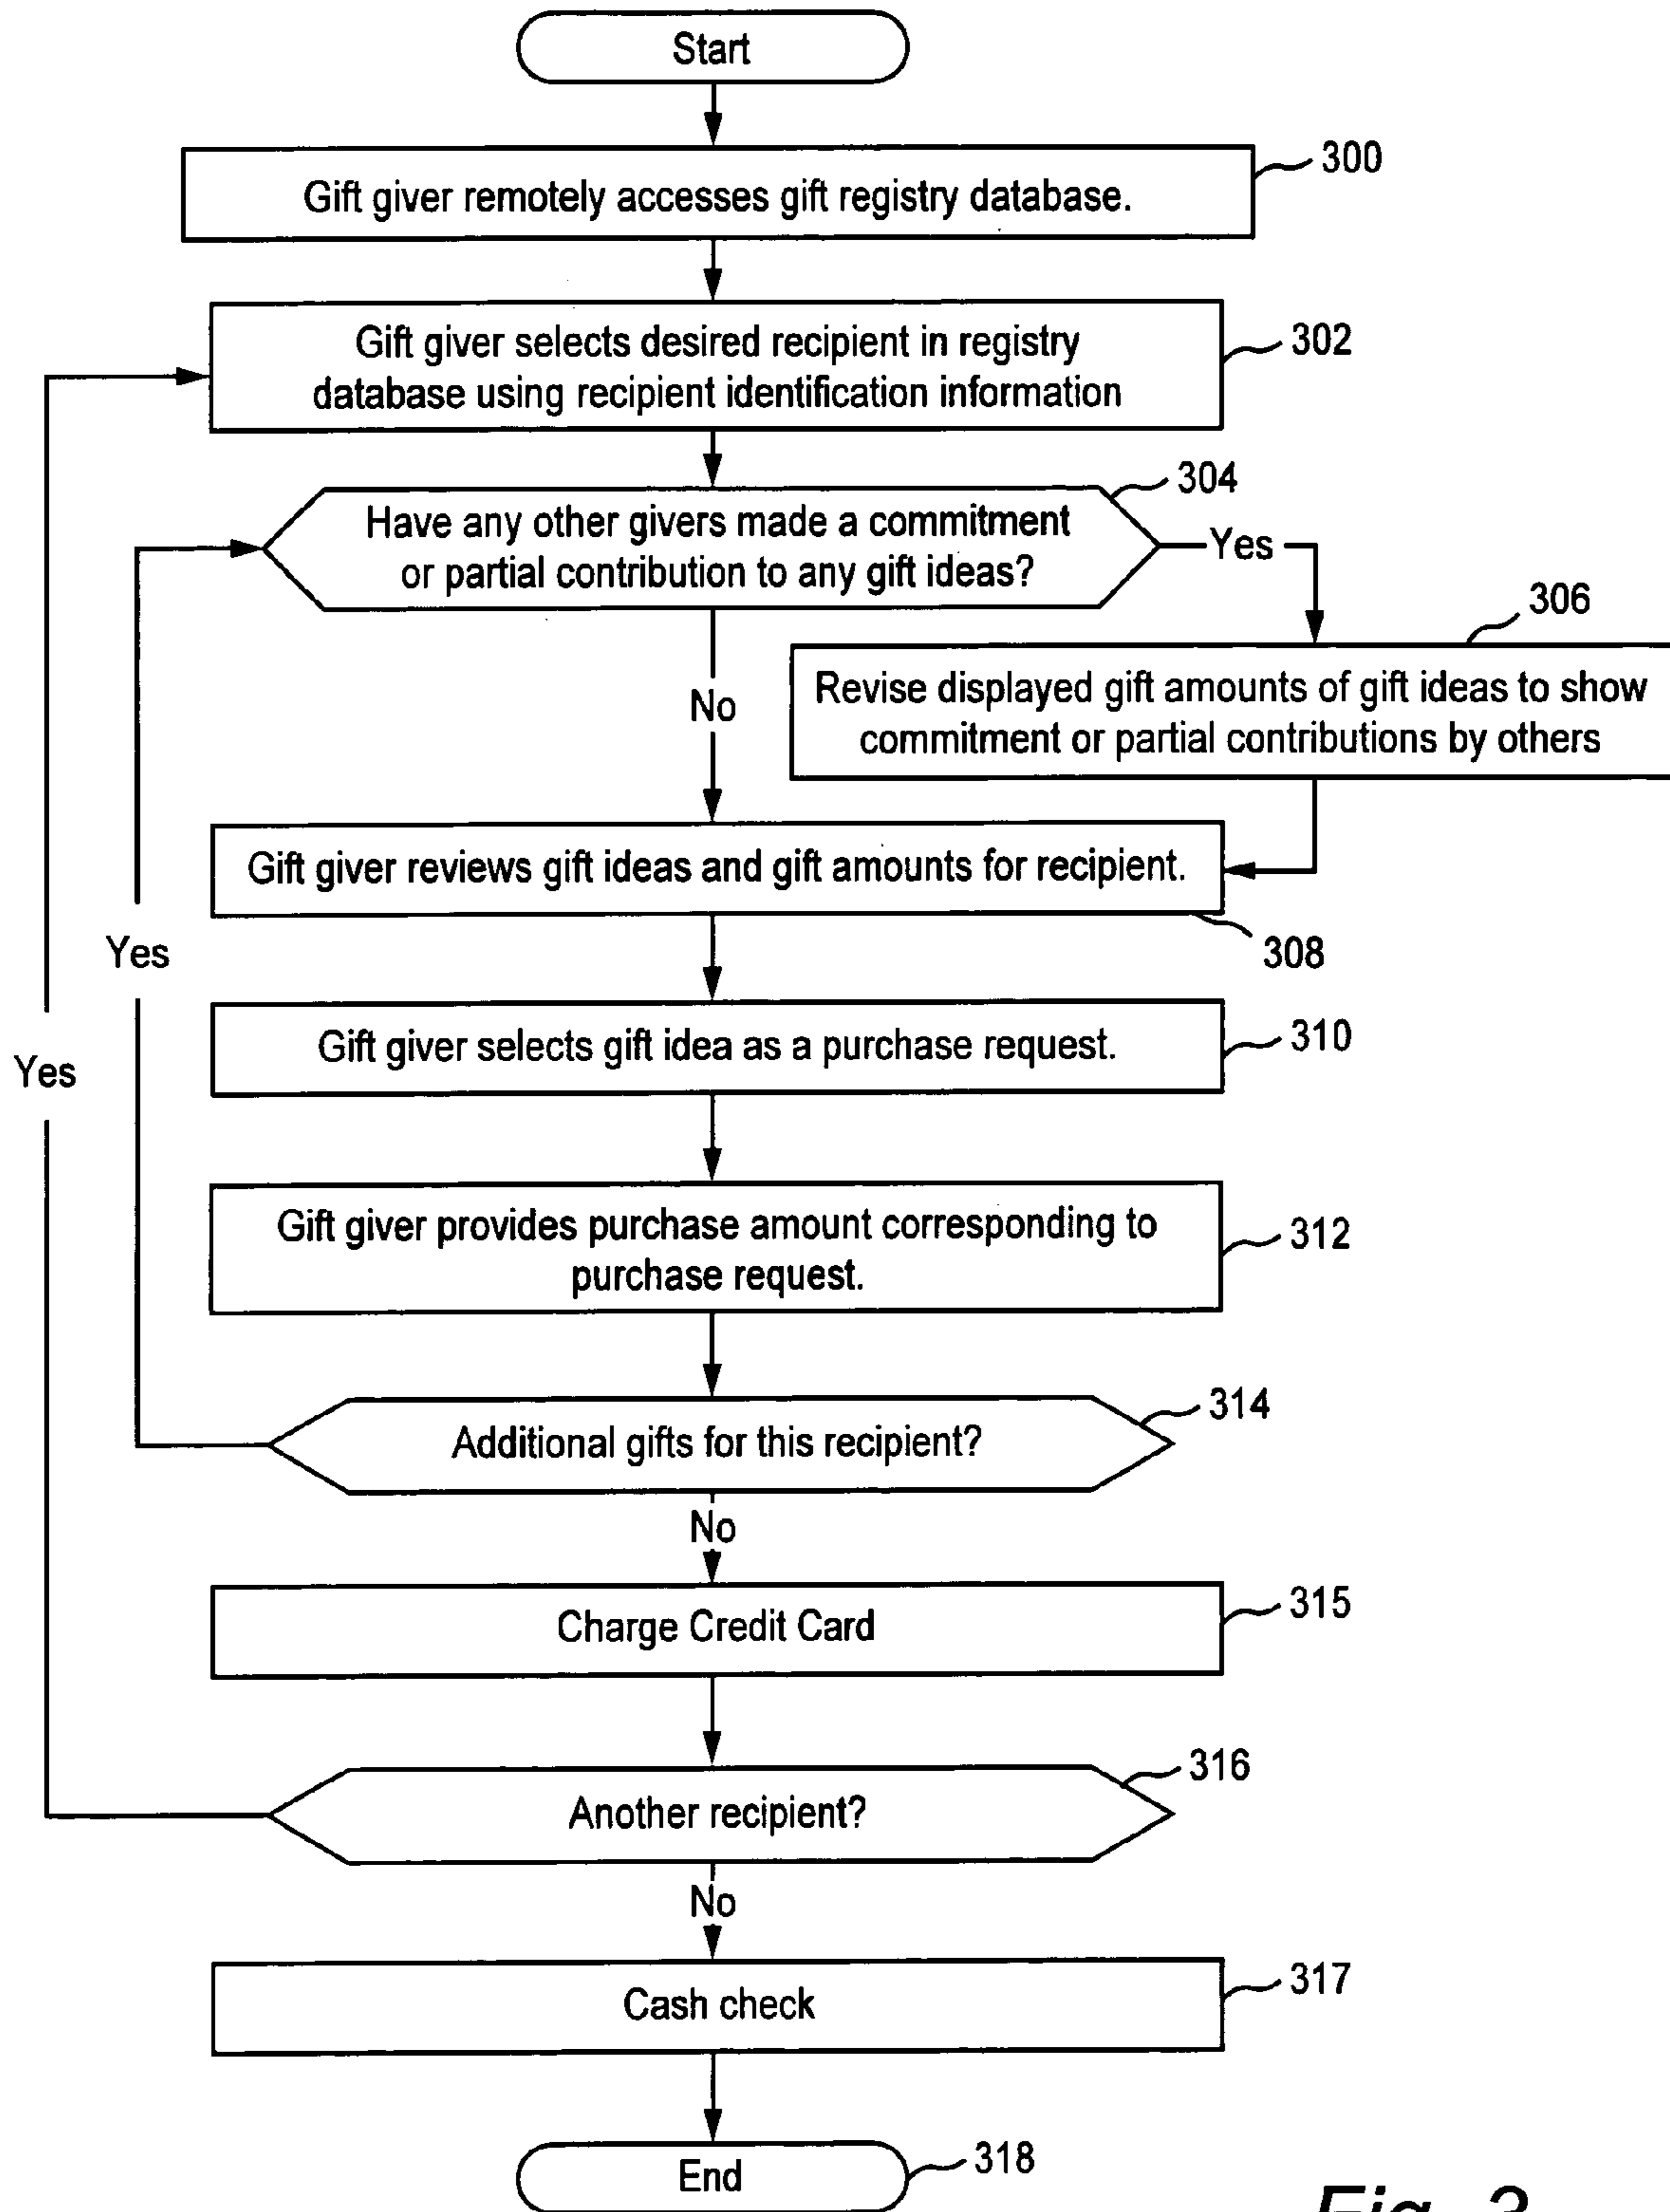 Start
300
Gift giver remotely accesses gift registry database.
302
Gift giver selects desired recipient in registry
database using recipient identification information
304
Have any other givers made a commitment
or partial contribution to any gift ideas?
Yes
306
Revise displayed gift amounts of gift ideas to show
commitment or partial contributions by others
No
Gift giver reviews gift ideas and gift amounts for recipient.
308
Yes
Gift giver selects gift idea as a purchase request.
310
Yes
Gift giver provides purchase amount corresponding to
purchase request.
312
314
Additional gifts for this recipient?
No
Charge Credit Card
315
316
Another recipient?
No
Cash check
317
End
318